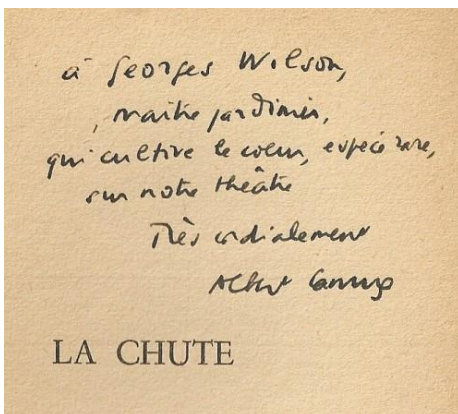 à Georges Wilson,
maître jardinier,
qui cultive le cœur, espèce rare,
sur notre théâtre
Très cordialement
Albert Camus
LA CHUTE